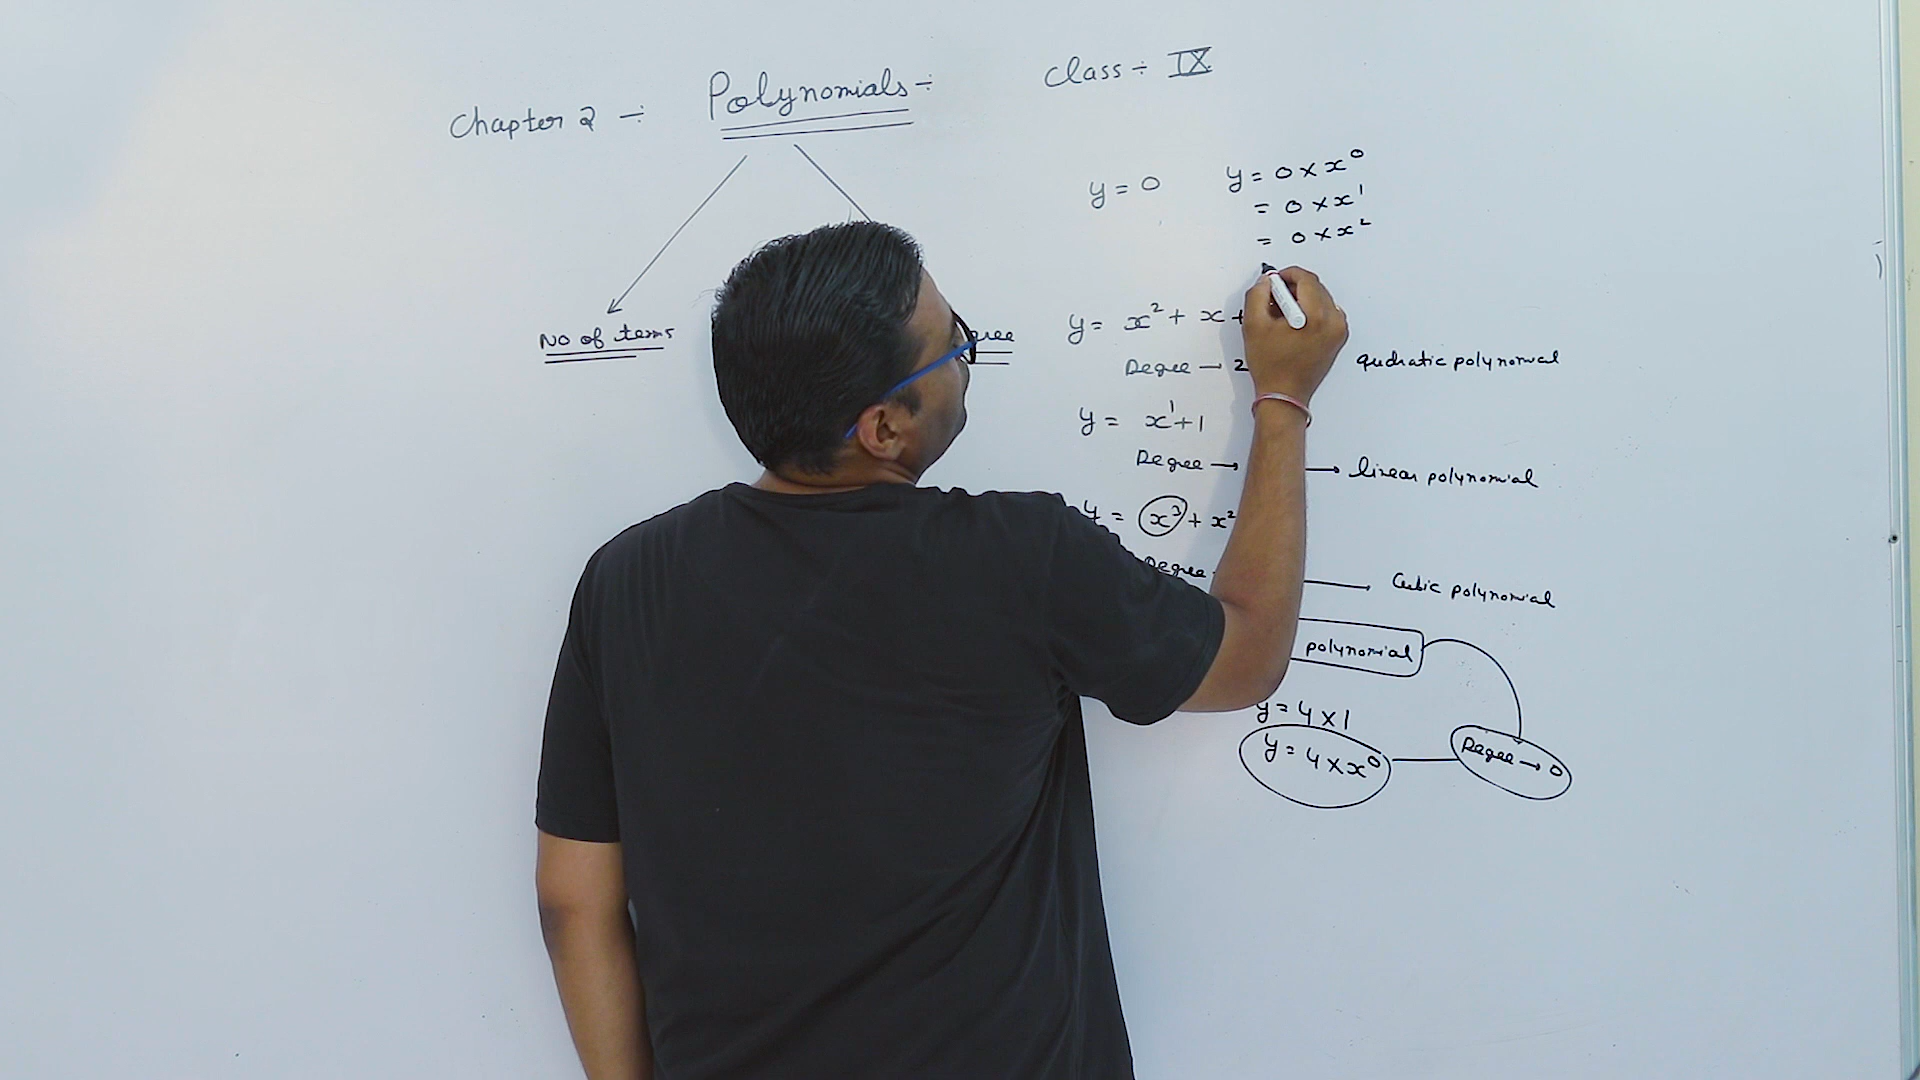 Chapter 2 ÷ Polynomials ÷ Class ÷ IX
No of terms
y = 0
y = 0 × x⁰
= 0 × x¹
= 0 × x²
y = x² + x +
Degree → 2
qudratic polynomial
y = x¹ + 1
Degree → → linear polynomial
y = x³ + x²
Degree
Cubic polynomial
polynomial
y = 4 × 1
y = 4 × x⁰
Degree → 0